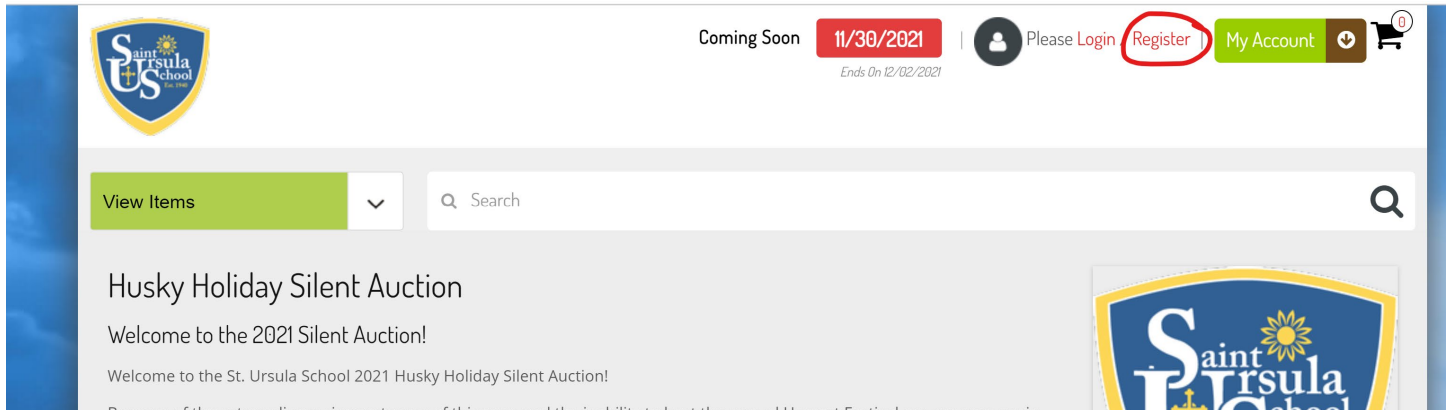 Saint
Ursula
School
Est. 1940
Coming Soon 11/30/2021 | Please Login / Register | My Account 0
Ends On 12/02/2021
View Items
Search
Husky Holiday Silent Auction
Welcome to the 2021 Silent Auction!
Welcome to the St. Ursula School 2021 Husky Holiday Silent Auction!
Saint
Ursula
School